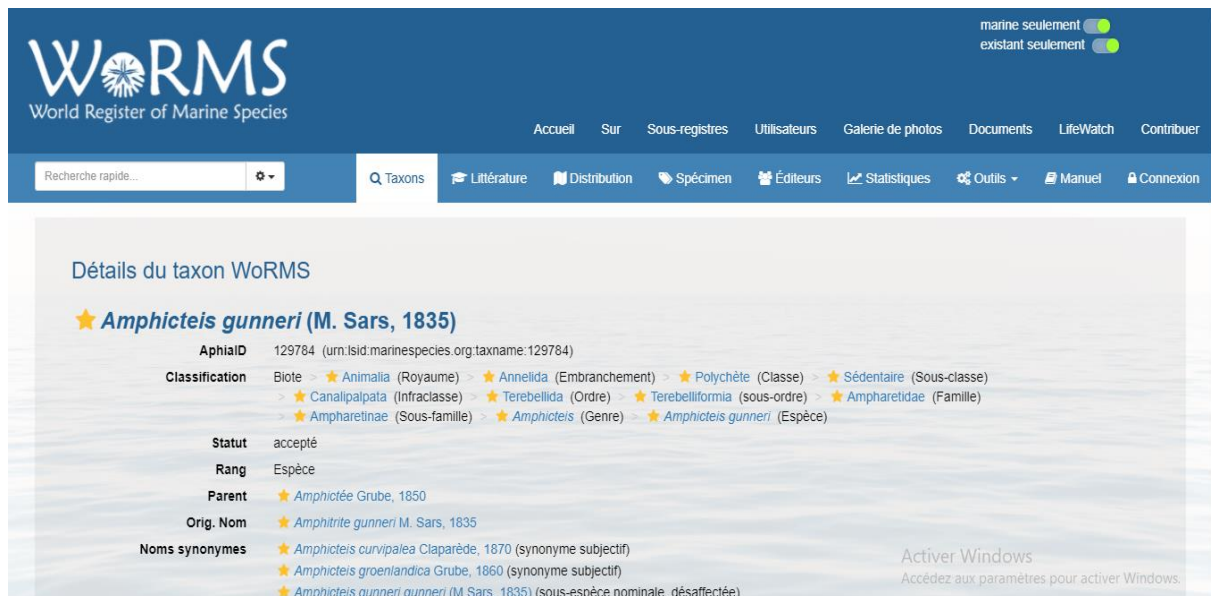 marine seulement
existant seulement
WoRMS
World Register of Marine Species
Accueil Sur Sous-registres Utilisateurs Galerie de photos Documents LifeWatch Contribuer
Recherche rapide... Taxons Littérature Distribution Spécimen Éditeurs Statistiques Outils Manuel Connexion
Détails du taxon WoRMS
Amphicteis gunneri (M. Sars, 1835)
AphiaID 129784 (urn:lsid:marinespecies.org:taxname:129784)
Classification Biote > Animalia (Royaume) > Annelida (Embranchement) > Polychète (Classe) > Sédentaire (Sous-classe)
> Canalipalpata (Infraclasse) > Terebellida (Ordre) > Terebelliformia (sous-ordre) > Ampharetidae (Famille)
> Ampharetinae (Sous-famille) > Amphicteis (Genre) > Amphicteis gunneri (Espèce)
Statut accepté
Rang Espèce
Parent Amphictée Grube, 1850
Orig. Nom Amphitrite gunneri M. Sars, 1835
Noms synonymes Amphicteis curvipalea Claparède, 1870 (synonyme subjectif)
Amphicteis groenlandica Grube, 1860 (synonyme subjectif)
Amphicteis gunneri gunneri (M. Sars, 1835) (sous-espèce nominale, désaffectée)
Activer Windows
Accédez aux paramètres pour activer Windows.